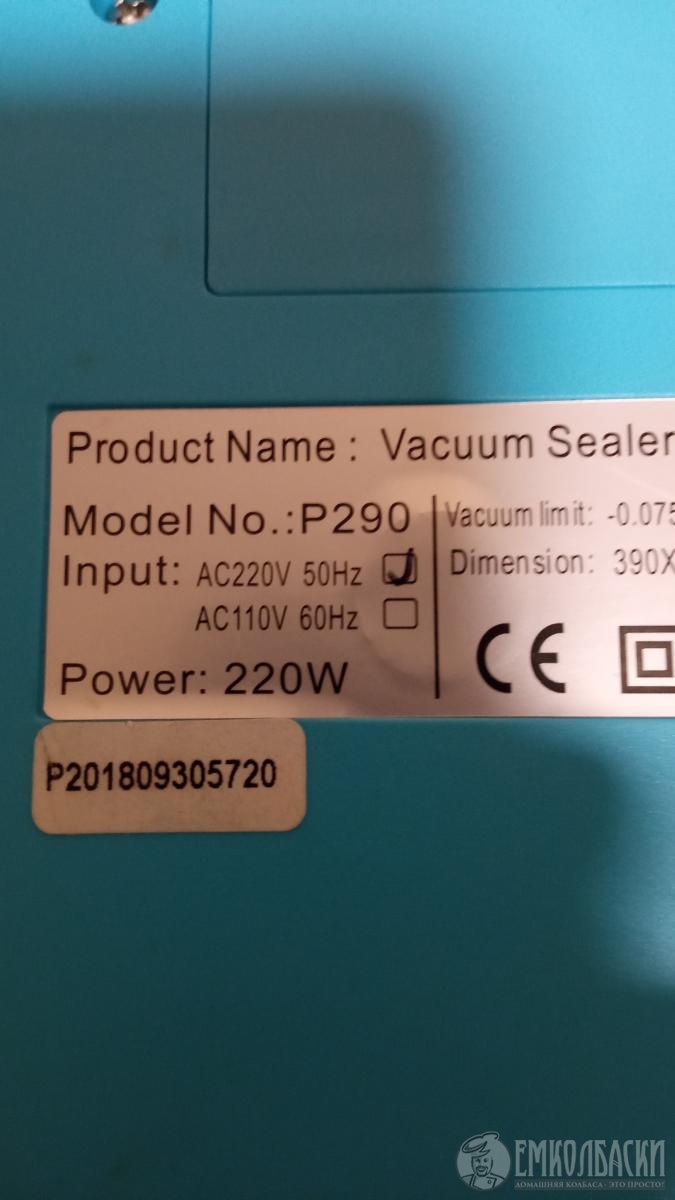 Product Name : Vacuum Sealer
Model No.:P290
Input: AC220V 50Hz
AC110V 60Hz
Power: 220W
Vacuum limit: -0.075
Dimension: 390X
CE
P201809305720
ЕМКОЛБАСКИ
ДОМАШНЯЯ КОЛБАСА - ЭТО ПРОСТО!